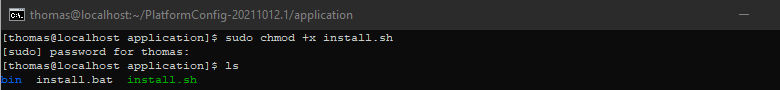 thomas@localhost:~/PlatformConfig-20211012.1/application
[thomas@localhost application]$ sudo chmod +x install.sh
[sudo] password for thomas:
[thomas@localhost application]$ ls
bin  install.bat  install.sh